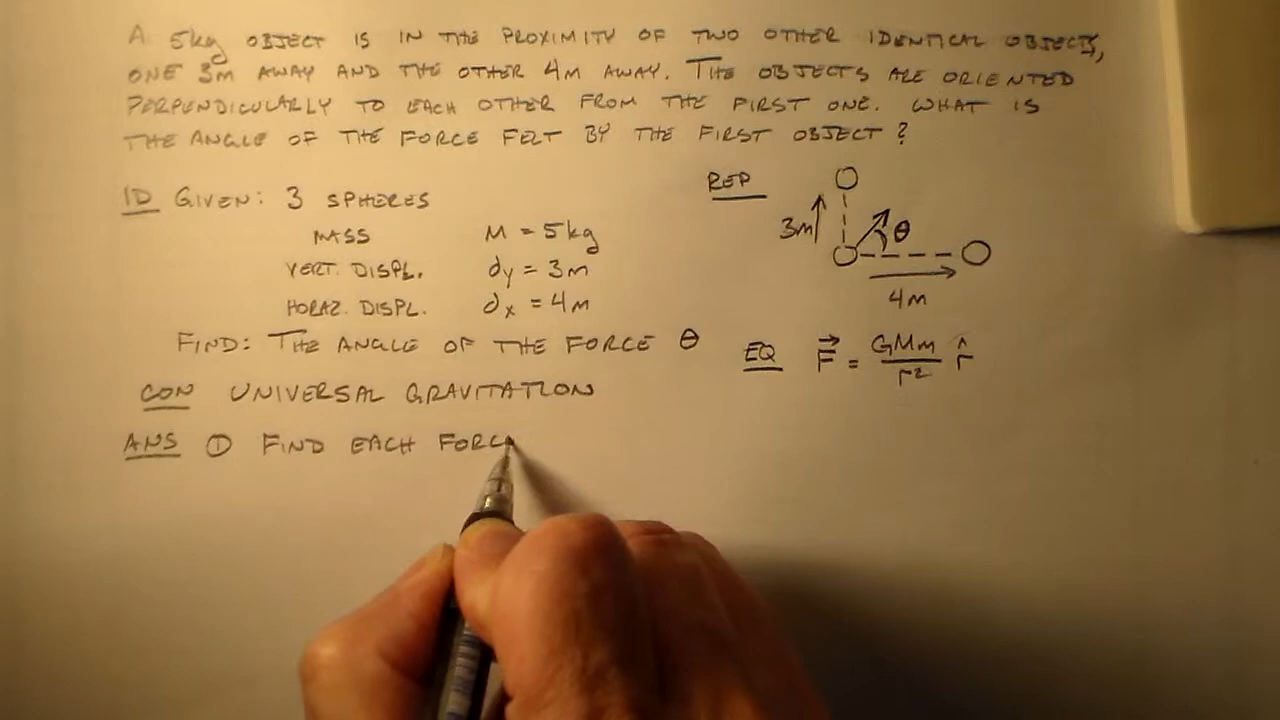 A 5kg OBJECT IS IN THE PROXIMITY OF TWO OTHER IDENTICAL OBJECTS,
ONE 3m AWAY AND THE OTHER 4m AWAY. THE OBJECTS ARE ORIENTED
PERPENDICULARLY TO EACH OTHER FROM THE FIRST ONE. WHAT IS
THE ANGLE OF THE FORCE FELT BY THE FIRST OBJECT?
ID GIVEN: 3 SPHERES
MASS M = 5kg
VERT. DISPL. dy = 3m
HORAZ. DISPL. dx = 4m
FIND: THE ANGLE OF THE FORCE θ
CON UNIVERSAL GRAVITATION
ANS ① FIND EACH FORC
REP
3m θ
4m
EQ F⃗ = GMm/r² r̂